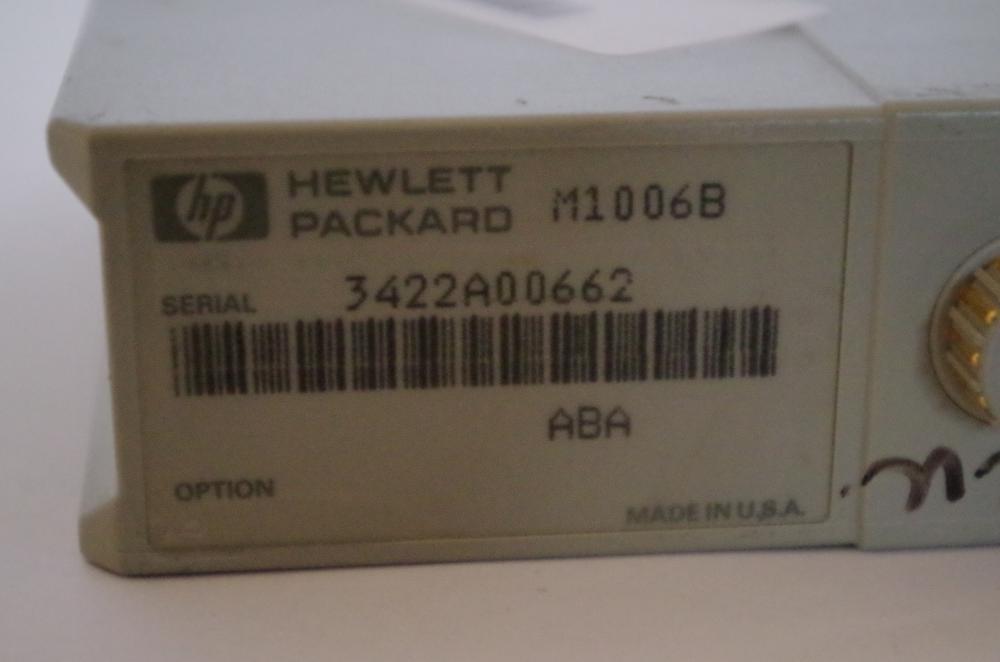 hp HEWLETT PACKARD M1006B
SERIAL 3422A00662
ABA
OPTION
MADE IN U.S.A.